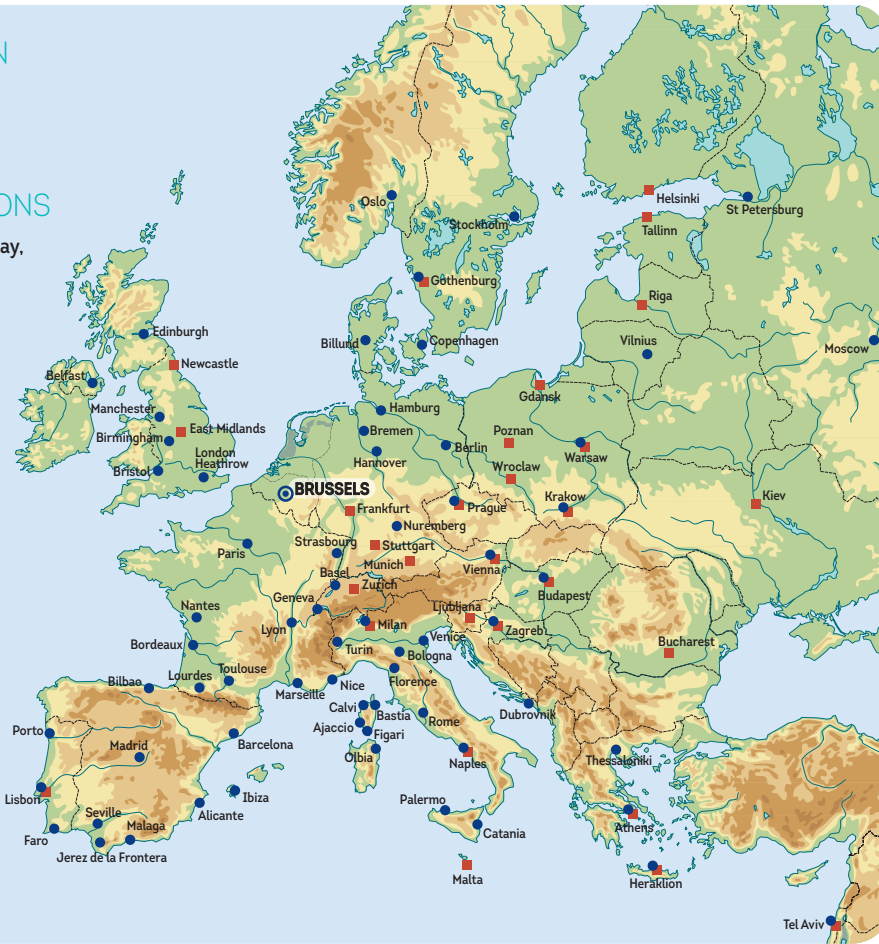 N
ONS
ay,
Oslo
Helsinki
St Petersburg
Stockholm
Tallinn
Gothenburg
Riga
Edinburgh
Billund
Copenhagen
Vilnius
Moscow
Newcastle
Belfast
Gdansk
Manchester
Hamburg
East Midlands
Bremen
Poznan
Birmingham
Berlin
Warsaw
London
Heathrow
Hannover
Wroclaw
Bristol
BRUSSELS
Krakow
Kiev
Frankfurt
Prague
Nuremberg
Paris
Strasbourg
Stuttgart
Munich
Vienna
Basel
Zurich
Budapest
Geneva
Nantes
Ljubljana
Lyon
Milan
Zagreb
Venice
Bordeaux
Turin
Bologna
Bucharest
Lourdes
Toulouse
Bilbao
Marseille
Nice
Florence
Calvi
Bastia
Dubrovnik
Rome
Ajaccio
Figari
Porto
Madrid
Barcelona
Olbia
Naples
Thessaloniki
Lisbon
Ibiza
Palermo
Seville
Alicante
Malaga
Athens
Catania
Faro
Jerez de la Frontera
Malta
Heraklion
Tel Aviv